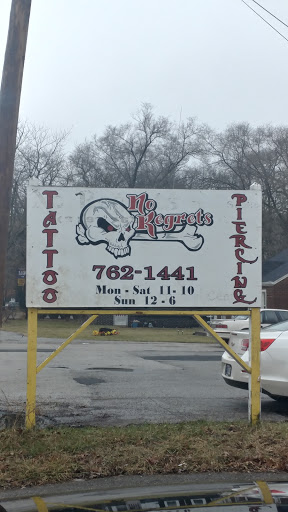 TATTOO
No
Regrets
PIERCING
762-1441
Mon - Sat 11- 10
Sun 12 - 6